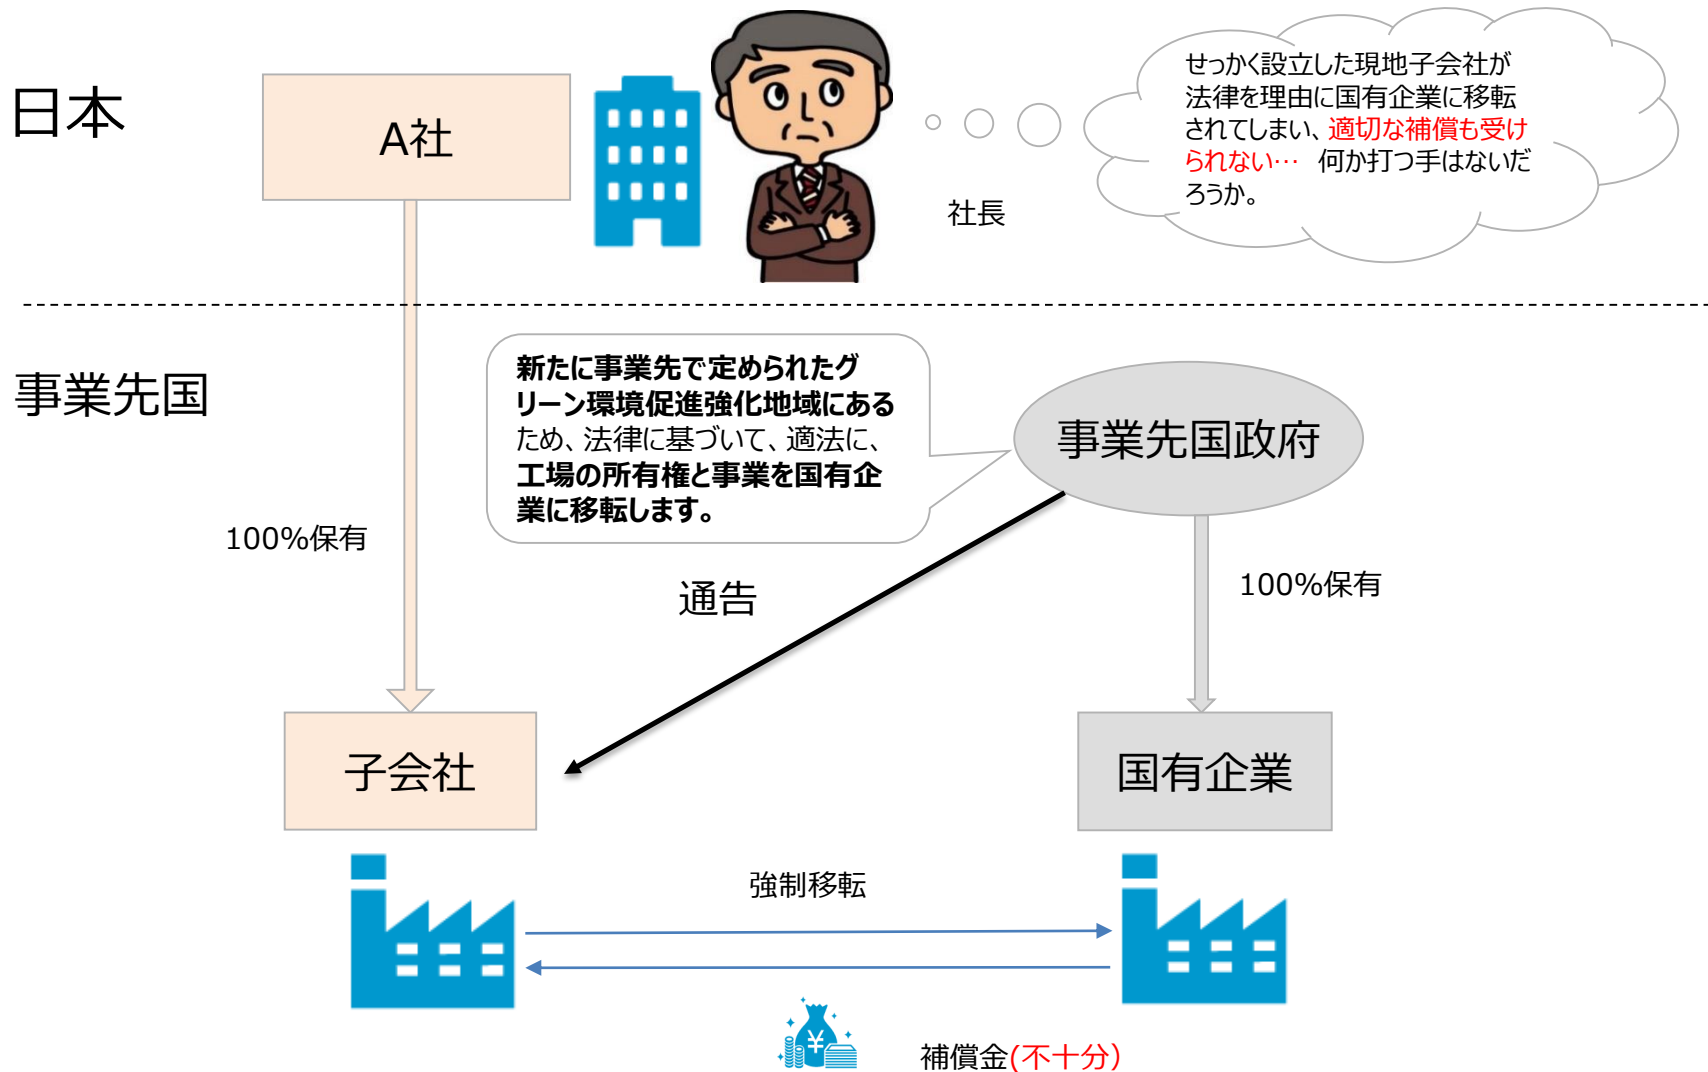 日本
A社
社長
せっかく設立した現地子会社が
法律を理由に国有企業に移転
されてしまい、適切な補償も受け
られない… 何か打つ手はないだ
ろうか。
事業先国
新たに事業先で定められたグ
リーン環境促進強化地域にある
ため、法律に基づいて、適法に、
工場の所有権と事業を国有企
業に移転します。
事業先国政府
100%保有
通告
100%保有
子会社
国有企業
強制移転
¥
補償金(不十分)